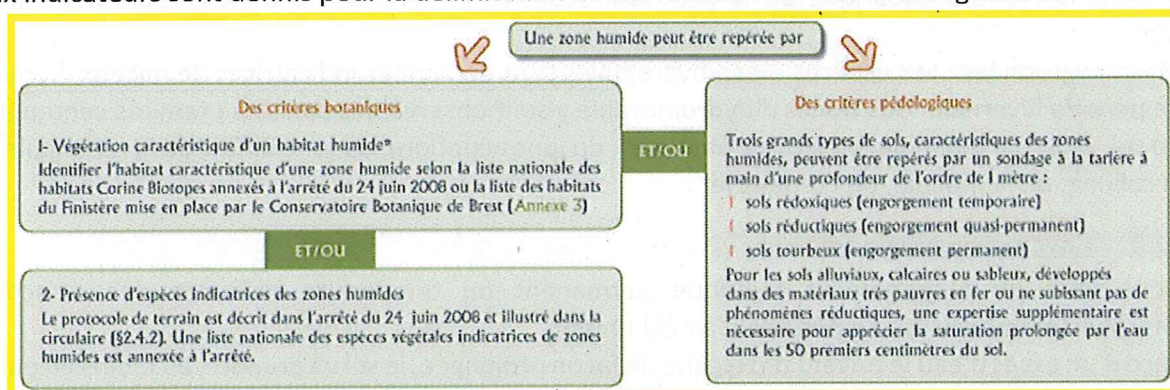 Une zone humide peut être repérée par
Des critères botaniques
1- Végétation caractéristique d'un habitat humide*
Identifier l'habitat caractéristique d'une zone humide selon la liste nationale des
habitats Corine Biotopes annexés à l'arrêté du 24 juin 2008 ou la liste des habitats
du Finistère mise en place par le Conservatoire Botanique de Brest (Annexe 3)
ET/OU
2- Présence d'espèces indicatrices des zones humides
Le protocole de terrain est décrit dans l'arrêté du 24 juin 2008 et illustré dans la
circulaire (§2.4.2). Une liste nationale des espèces végétales indicatrices de zones
humides est annexée à l'arrêté.
ET/OU
Des critères pédologiques
Trois grands types de sols, caractéristiques des zones
humides, peuvent être repérés par un sondage à la tarière à
main d'une profondeur de l'ordre de 1 mètre :
sols rédoxiques (engorgement temporaire)
sols réductiques (engorgement quasi-permanent)
sols tourbeux (engorgement permanent)
Pour les sols alluviaux, calcaires ou sableux, développés
dans des matériaux très pauvres en fer ou ne subissant pas de
phénomènes réductiques, une expertise supplémentaire est
nécessaire pour apprécier la saturation prolongée par l'eau
dans les 50 premiers centimètres du sol.